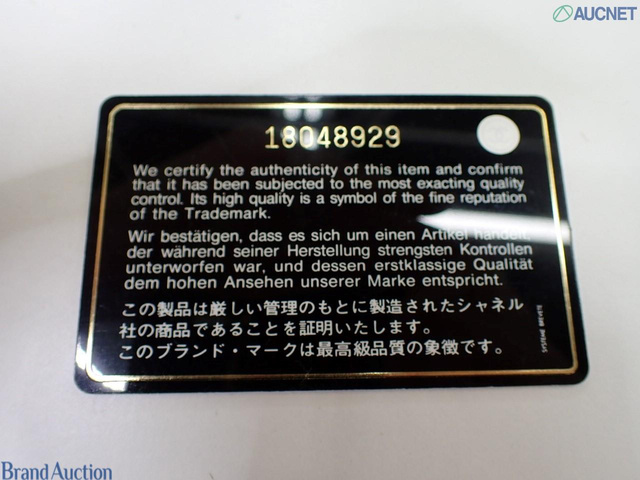 AUCNET
18048929
We certify the authenticity of this item and confirm
that it has been subjected to the most exacting quality
control. Its high quality is a symbol of the fine reputation
of the Trademark.
Wir bestätigen, dass es sich um einen Artikel handelt,
der während seiner Herstellung strengsten Kontrollen
unterworfen war, und dessen erstklassige Qualität
dem hohen Ansehen unserer Marke entspricht.
この製品は厳しい管理のもとに製造されたシャネル
社の商品であることを証明いたします。
このブランド・マークは最高級品質の象徴です。
SYSTEME BREVETE
Brand Auction